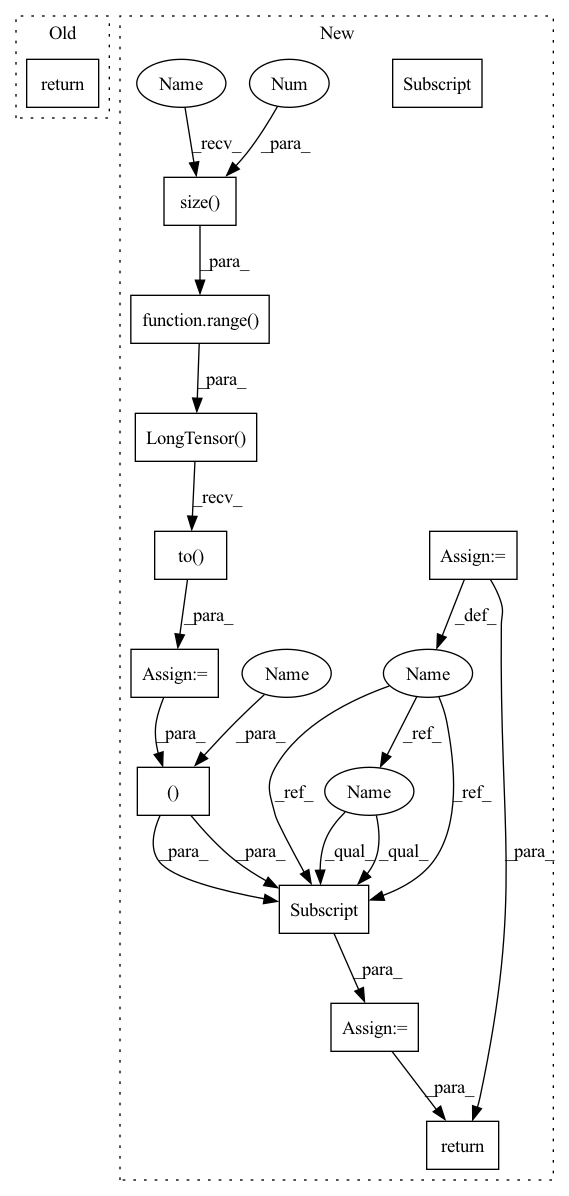 Old
New
return
Name
Num
Subscript
_recv_
_para_
size()
_para_
function.range()
_para_
LongTensor()
_recv_
to()
Assign:=
_para_
_def_
Assign:=
Name
Name
_para_
_para_
_ref_
()
_ref_
Name
_ref_
_para_
_para_
_qual_
_qual_
_para_
Subscript
_para_
Assign:=
_para_
return